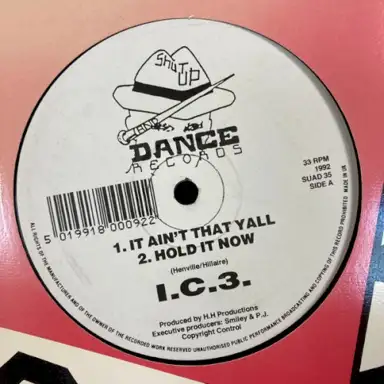 SHUT
UP
AND
DANCE
RECORDS
33 RPM
1992
SUAD 35
SIDE A
5 019918 000922
1. IT AIN'T THAT YALL
2. HOLD IT NOW
(Henville/Hillaire)
I.C.3.
Produced by H.H Productions
Executive producers: Smiley & P.J.
Copyright Control
ALL RIGHTS OF THE MANUFACTURER AND OF THE OWNER OF THE RECORDED WORK RESERVED UNAUTHORISED PUBLIC PERFORMANCE BROADCASTING AND COPYING OF THIS RECORD PROHIBITED MADE IN UK